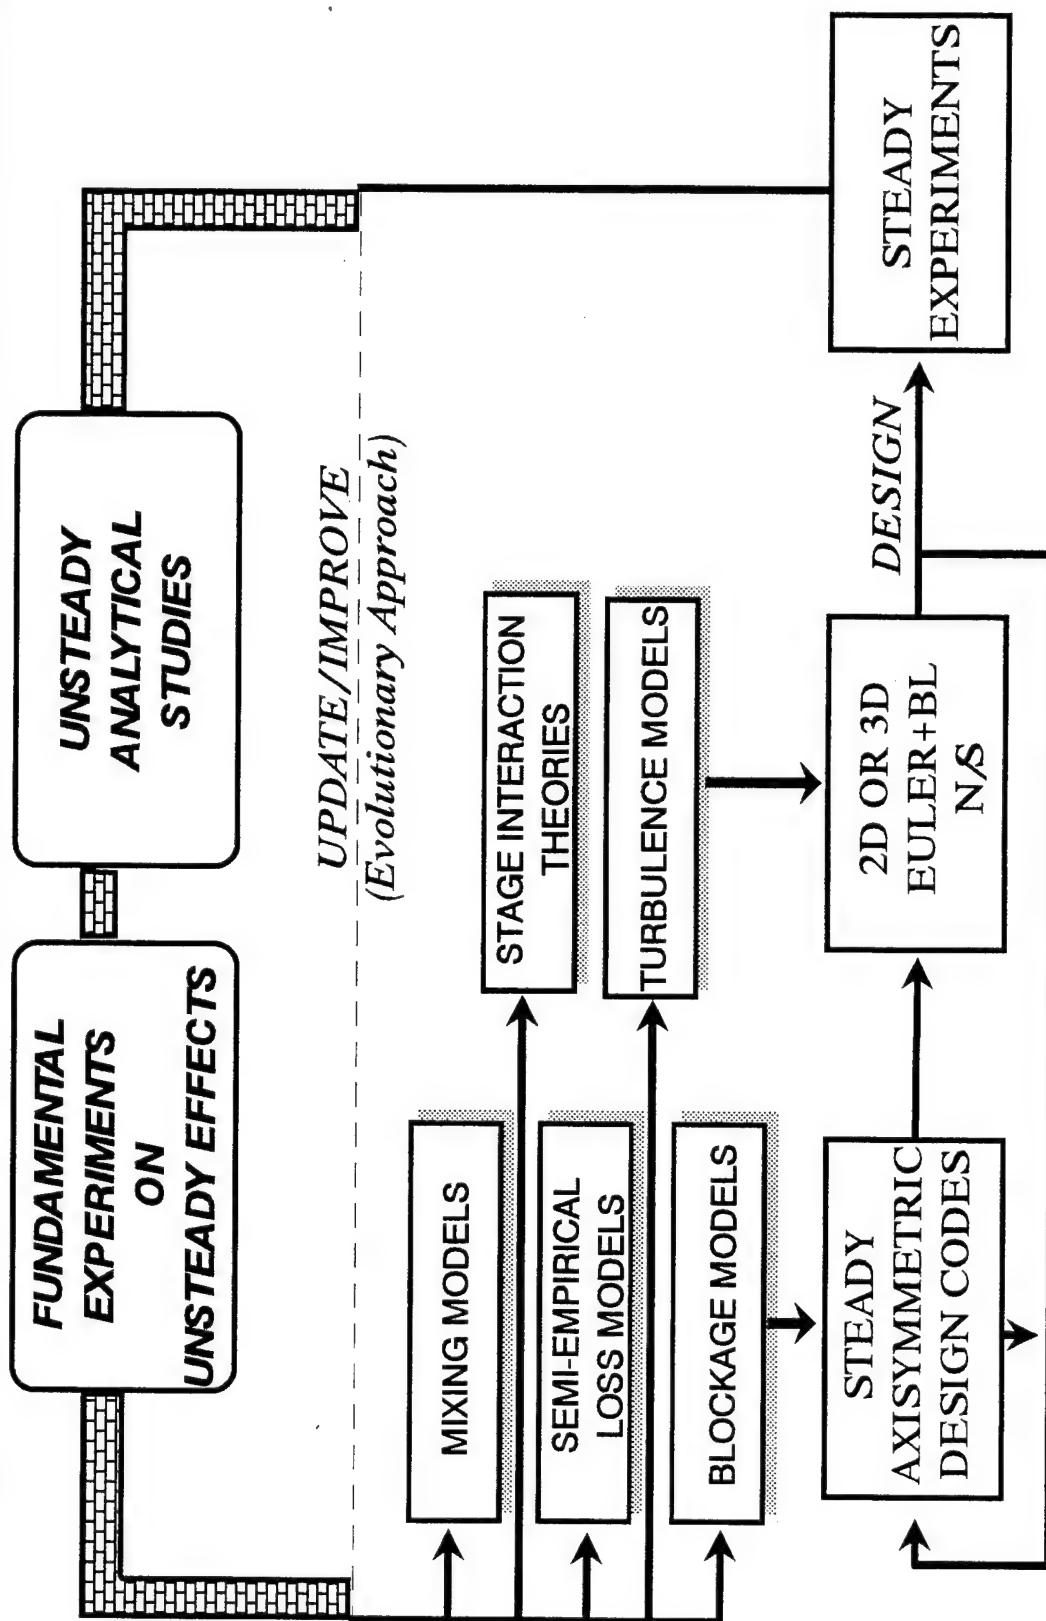 FUNDAMENTAL
EXPERIMENTS
ON
UNSTEADY EFFECTS
UNSTEADY
ANALYTICAL
STUDIES
UPDATE/IMPROVE
(Evolutionary Approach)
MIXING MODELS
STAGE INTERACTION
THEORIES
SEMI-EMPIRICAL
LOSS MODELS
TURBULENCE MODELS
BLOCKAGE MODELS
STEADY
AXISYMMETRIC
DESIGN CODES
2D OR 3D
EULER+BL
N/S
DESIGN
STEADY
EXPERIMENTS